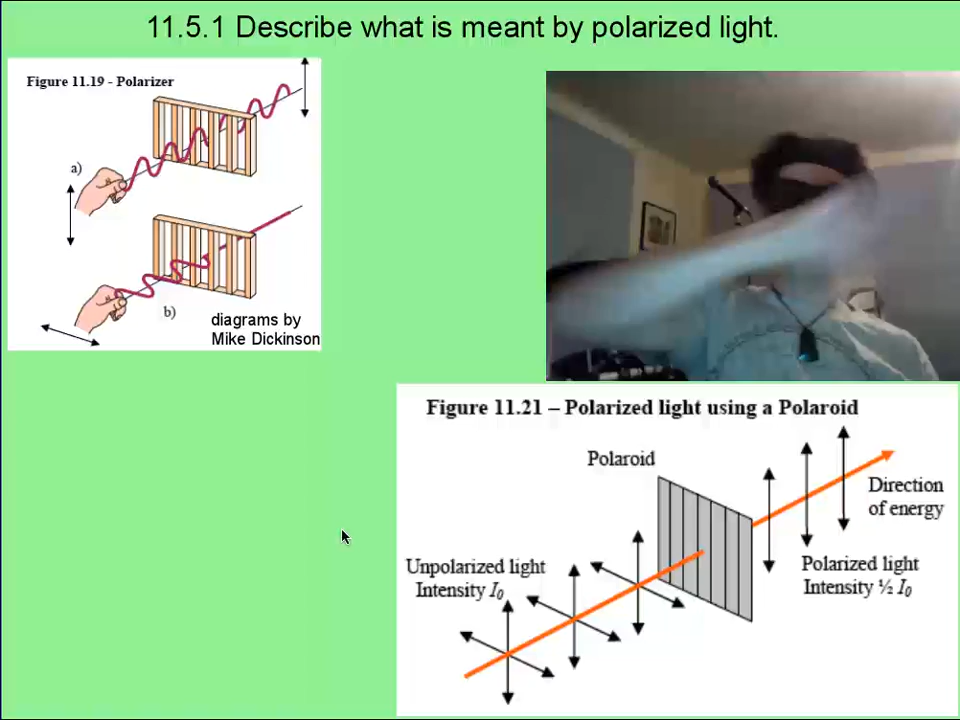 11.5.1 Describe what is meant by polarized light.
Figure 11.19 - Polarizer
a)
b)
diagrams by
Mike Dickinson
Figure 11.21 – Polarized light using a Polaroid
Polaroid
Direction
of energy
Unpolarized light
Intensity I₀
Polarized light
Intensity ½ I₀